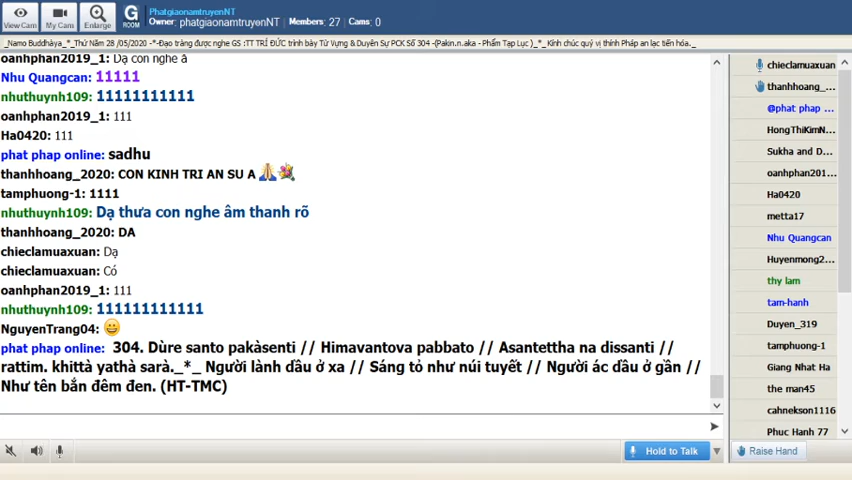 View Cam
My Cam
Enlarge
G
ROOM
PhatgiaonamtruyenNT
Owner: phatgiaonamtruyenNT Members: 27 Cams: 0
_Namo Buddhàya_*_Thứ Năm 28 /05/2020 -*-Đạo tràng được nghe GS :TT TRÍ ĐỨC trình bày Từ Vựng & Duyên Sự PCK Số 304 -(Pakin.n.aka - Phẩm Tạp Lục )_*_ Kính chúc quý vị thính Pháp an lạc tiến hóa._
oanhphan2019_1: Dạ con nghe ạ
Nhu Quangcan: 11111
nhuthuynh109: 11111111111
oanhphan2019_1: 111
Ha0420: 111
phat phap online: sadhu
thanhhoang_2020: CON KINH TRI AN SU A
tamphuong-1: 1111
nhuthuynh109: Dạ thưa con nghe âm thanh rõ
thanhhoang_2020: DA
chieclamuaxuan: Dạ
chieclamuaxuan: Có
oanhphan2019_1: 111
nhuthuynh109: 111111111111
NguyenTrang04:
phat phap online: 304. Dùre santo pakàsenti // Himavantova pabbato // Asantettha na dissanti //
rattim. khittà yathà sarà._*_ Người lành dầu ở xa // Sáng tỏ như núi tuyết // Người ác dầu ở gần //
Như tên bắn đêm đen. (HT-TMC)
chieclamuaxuan
thanhhoang_...
@phat phap ...
HongThiKimN...
Sukha and D...
oanhphan201...
Ha0420
metta17
Nhu Quangcan
Huyenmong2...
thy lam
tam-hanh
Duyen_319
tamphuong-1
Giang Nhat Ha
the man45
cahnekson1116
Phuc Hanh 77
Hold to Talk
Raise Hand